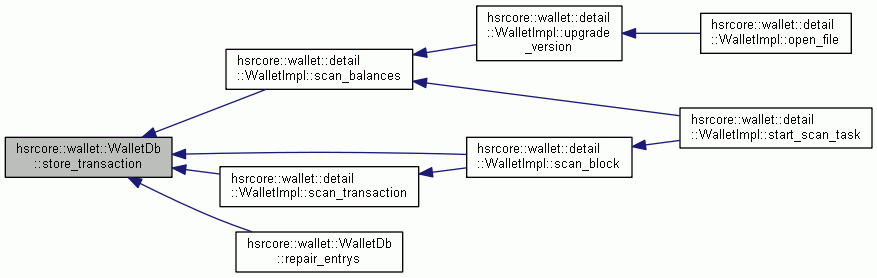 hsrcore::wallet::WalletDb
::store_transaction
hsrcore::wallet::detail
::WalletImpl::scan_balances
hsrcore::wallet::detail
::WalletImpl::upgrade
_version
hsrcore::wallet::detail
::WalletImpl::open_file
hsrcore::wallet::detail
::WalletImpl::start_scan_task
hsrcore::wallet::detail
::WalletImpl::scan_block
hsrcore::wallet::detail
::WalletImpl::scan_transaction
hsrcore::wallet::WalletDb
::repair_entrys